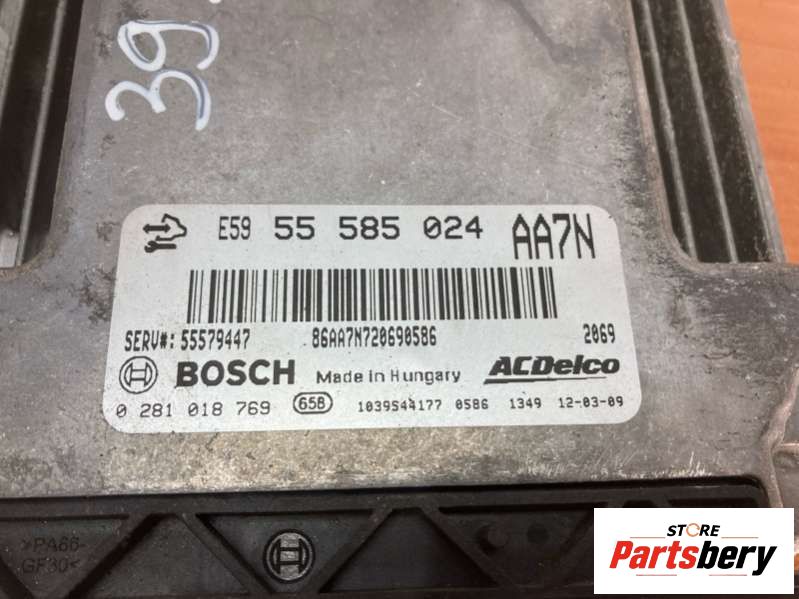 39
E59 55 585 024 AA7N
SERV#: 55579447 86AA7N720690586 2069
BOSCH Made in Hungary ACDelco
0 281 018 769 65B 1039S44177 0586 1349 12-03-09
>PA66-
GF30<
STORE
Partsbery